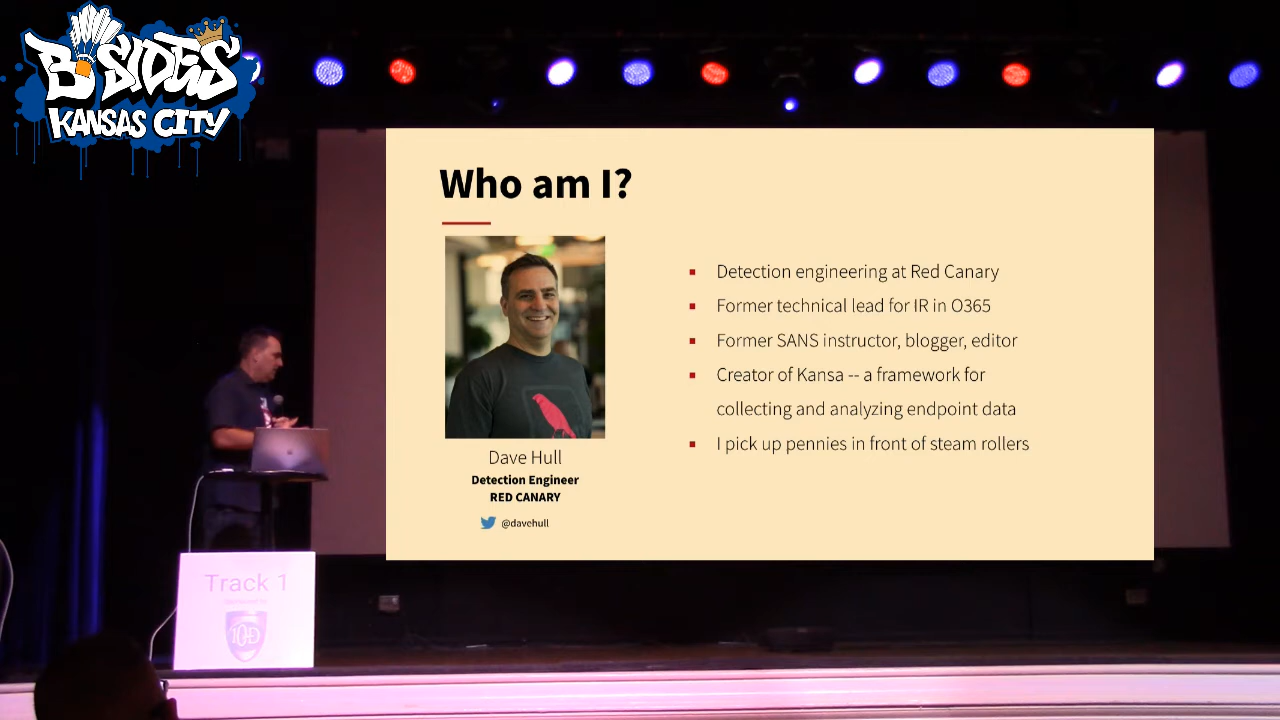 B·SIDES
KANSAS CITY
Who am I?
Detection engineering at Red Canary
Former technical lead for IR in O365
Former SANS instructor, blogger, editor
Creator of Kansa -- a framework for
collecting and analyzing endpoint data
I pick up pennies in front of steam rollers
Dave Hull
Detection Engineer
RED CANARY
@davehull
Track 1